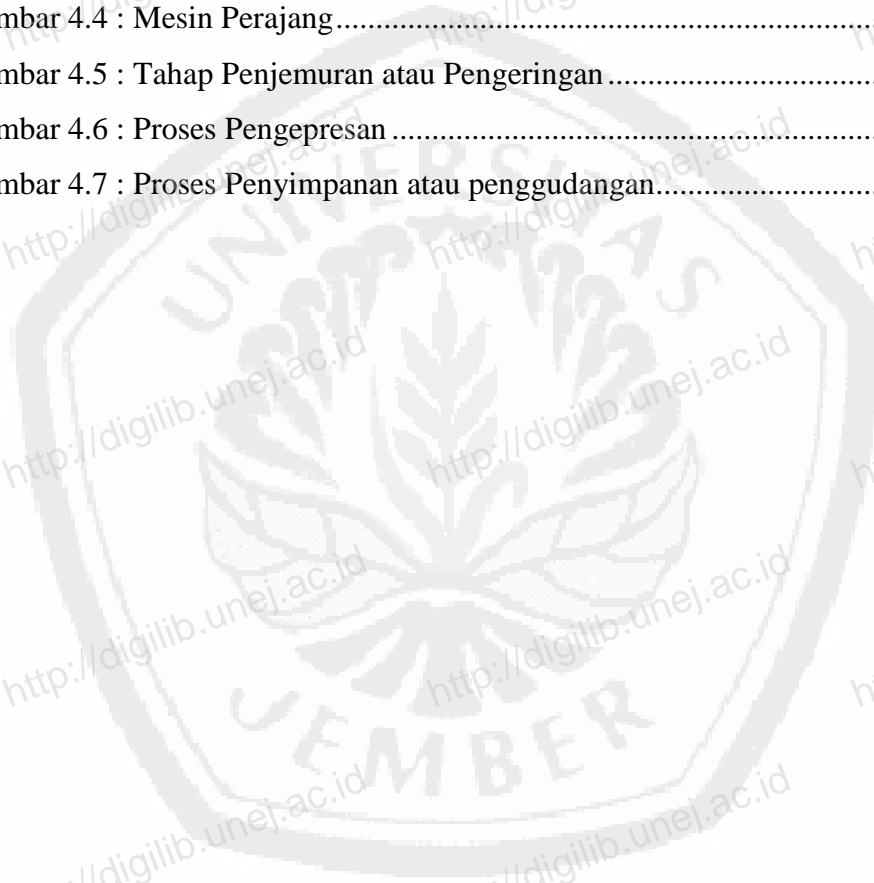 mbar 4.4 : Mesin Perajang
mbar 4.5 : Tahap Penjemuran atau Pengeringan
mbar 4.6 : Proses Pengepresan
mbar 4.7 : Proses Penyimpanan atau penggudangan
UNIVERSITAS
JEMBER
http://digilib.unej.ac.id
http://digilib.unej.ac.id
http://digilib.unej.ac.id
http://digilib.unej.ac.id
http://digilib.unej.ac.id
http://digilib.unej.ac.id